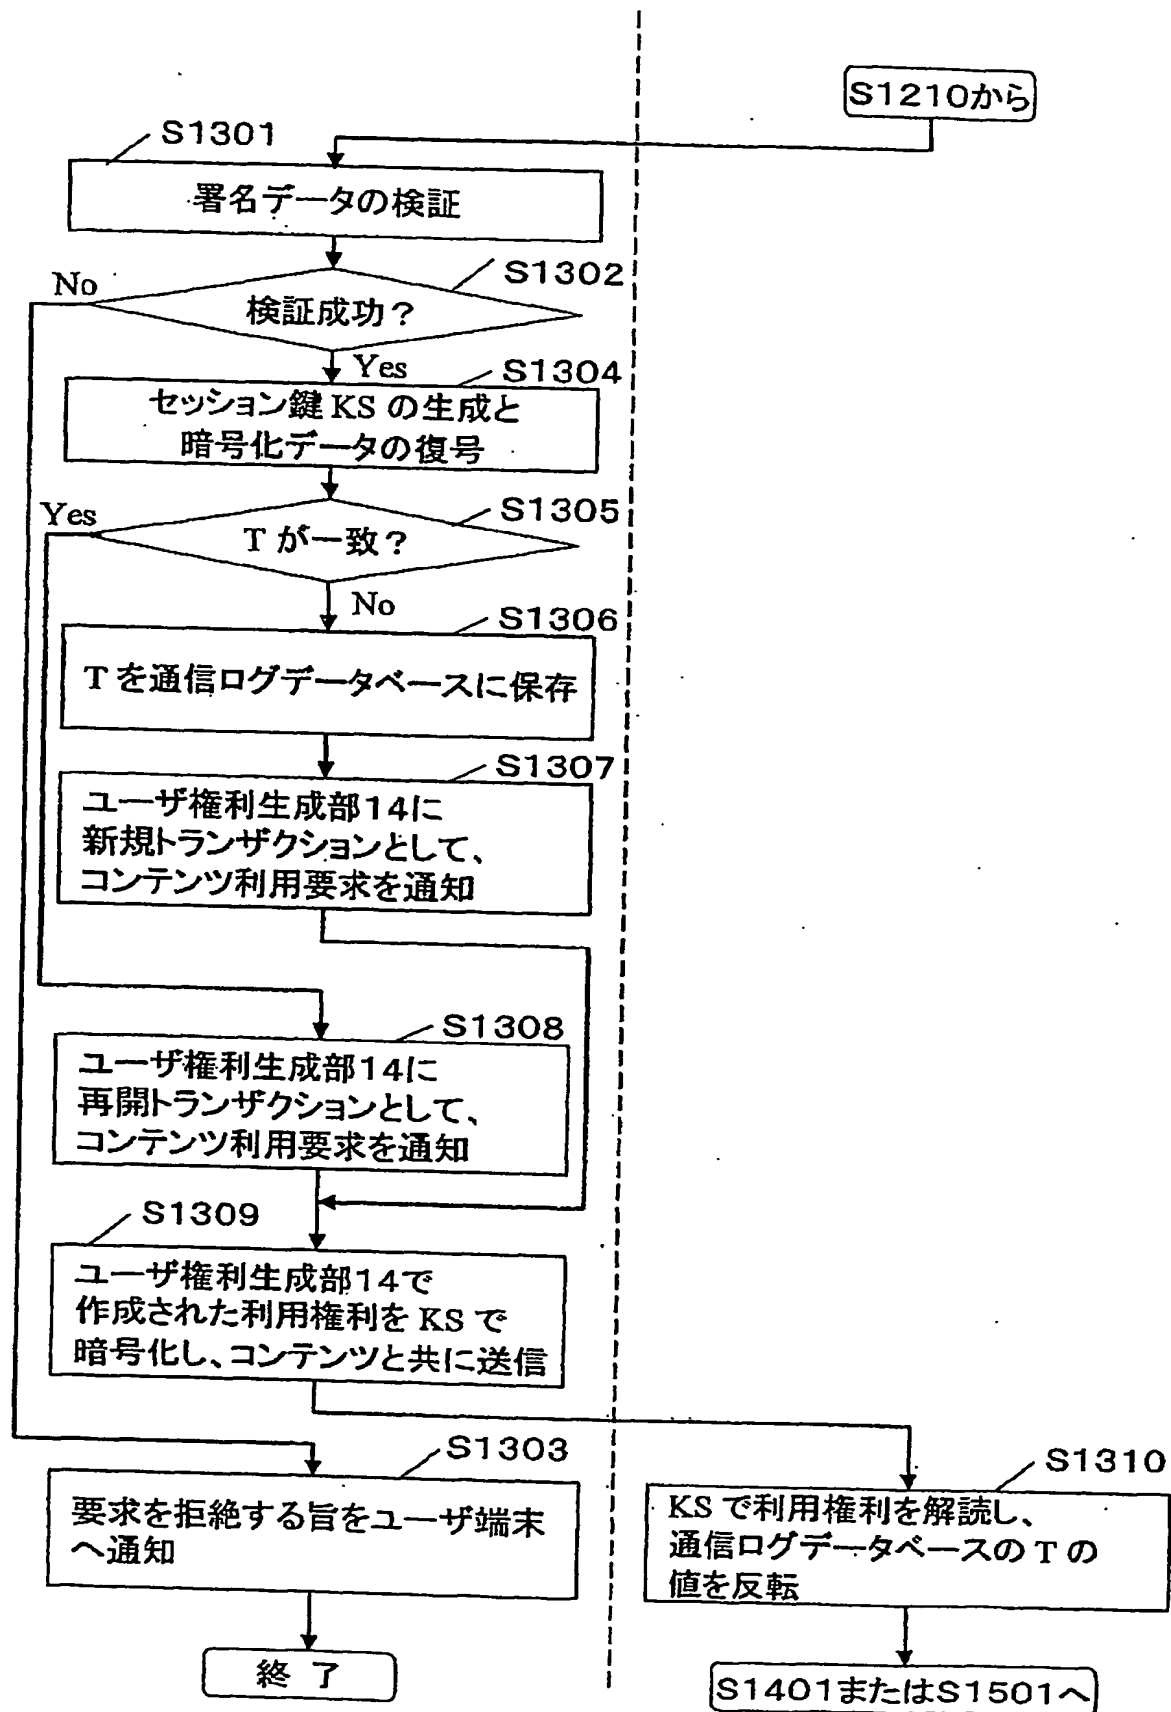 S1210から
S1301
署名データの検証
S1302
No
検証成功?
Yes
S1304
セッション鍵 KS の生成と
暗号化データの復号
S1305
Yes
T が一致?
No
S1306
T を通信ログデータベースに保存
S1307
ユーザ権利生成部14に
新規トランザクションとして、
コンテンツ利用要求を通知
S1308
ユーザ権利生成部14に
再開トランザクションとして、
コンテンツ利用要求を通知
S1309
ユーザ権利生成部14で
作成された利用権利を KS で
暗号化し、コンテンツと共に送信
S1303
要求を拒絶する旨をユーザ端末
へ通知
終 了
S1310
KS で利用権利を解読し、
通信ログデータベースの T の
値を反転
S1401またはS1501へ